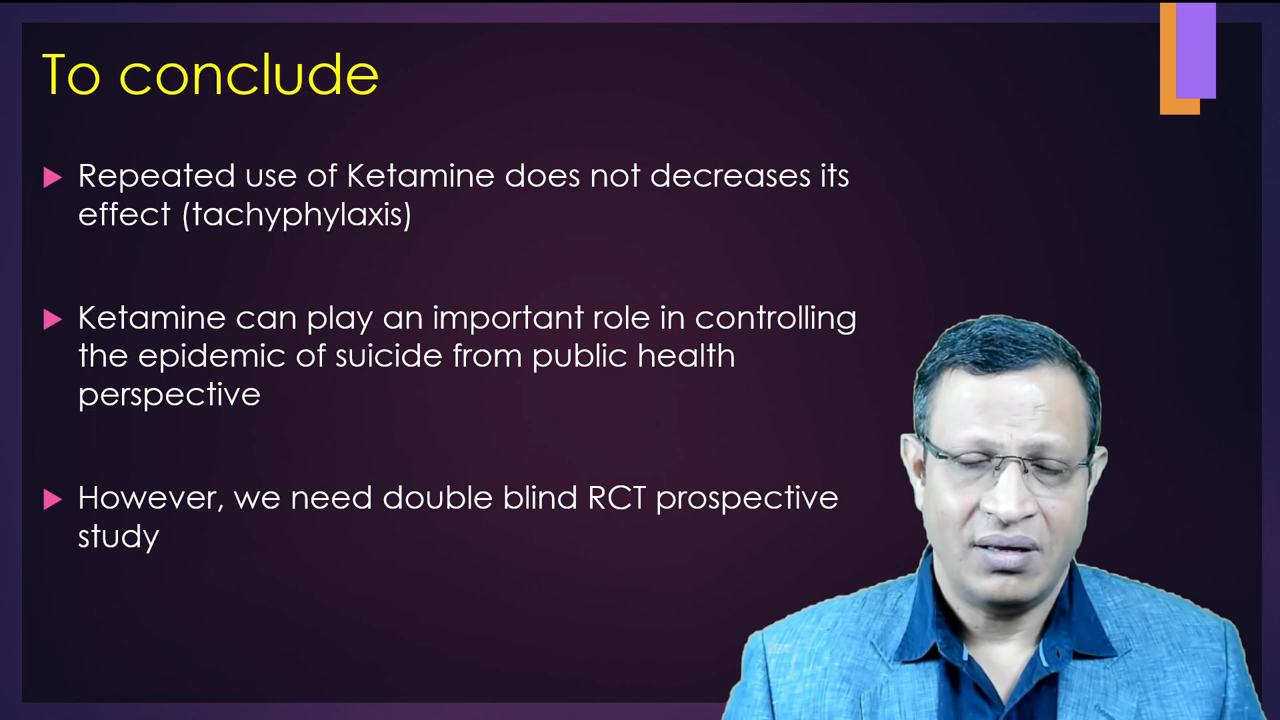 To conclude
Repeated use of Ketamine does not decreases its
effect (tachyphylaxis)
Ketamine can play an important role in controlling
the epidemic of suicide from public health
perspective
However, we need double blind RCT prospective
study